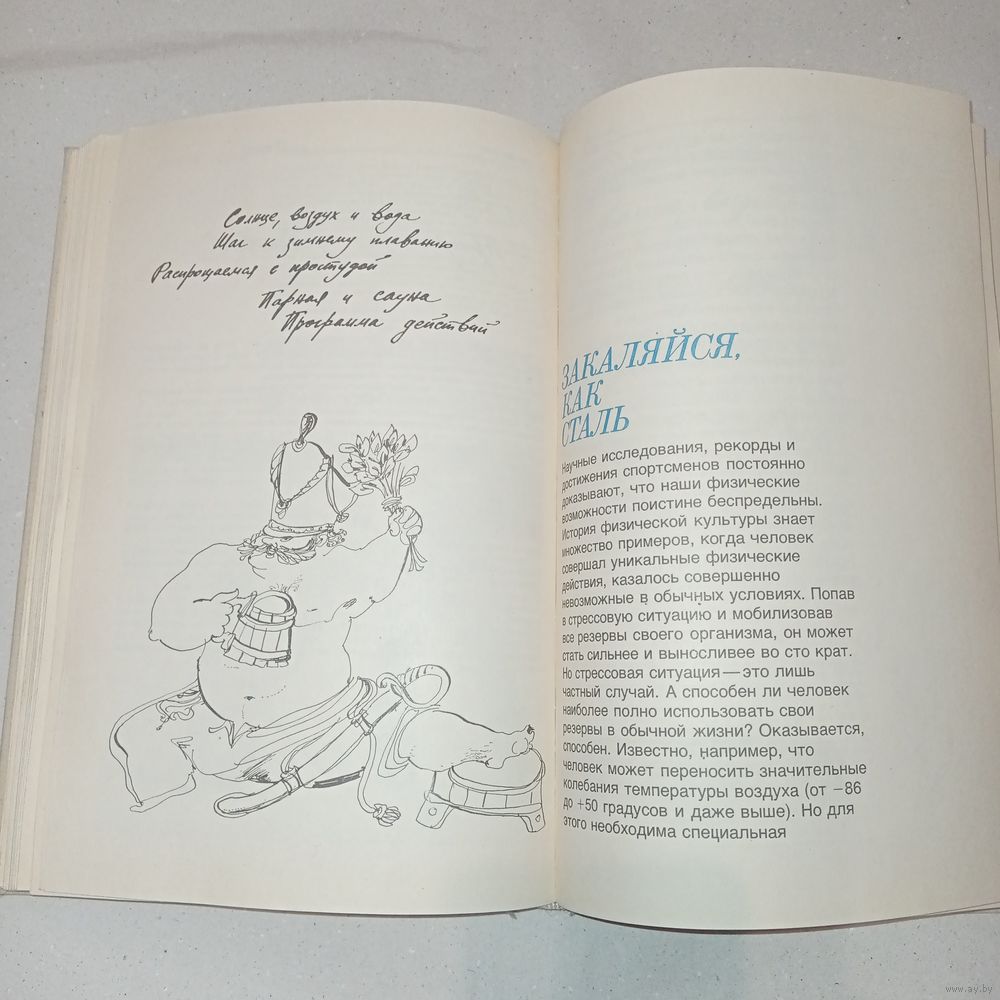 Солнце, воздух и вода
Шаг к зимнему плаванию
Распрощаемся с простудой
Парная и сауна
Программа действий
ЗАКАЛЯЙСЯ,
КАК
СТАЛЬ
Научные исследования, рекорды и
достижения спортсменов постоянно
доказывают, что наши физические
возможности поистине беспредельны.
История физической культуры знает
множество примеров, когда человек
совершал уникальные физические
действия, казалось совершенно
невозможные в обычных условиях. Попав
в стрессовую ситуацию и мобилизовав
все резервы своего организма, он может
стать сильнее и выносливее во сто крат.
Но стрессовая ситуация — это лишь
частный случай. А способен ли человек
наиболее полно использовать свои
резервы в обычной жизни? Оказывается,
способен. Известно, например, что
человек может переносить значительные
колебания температуры воздуха (от −86
до +50 градусов и даже выше). Но для
этого необходима специальная
www.ay.by